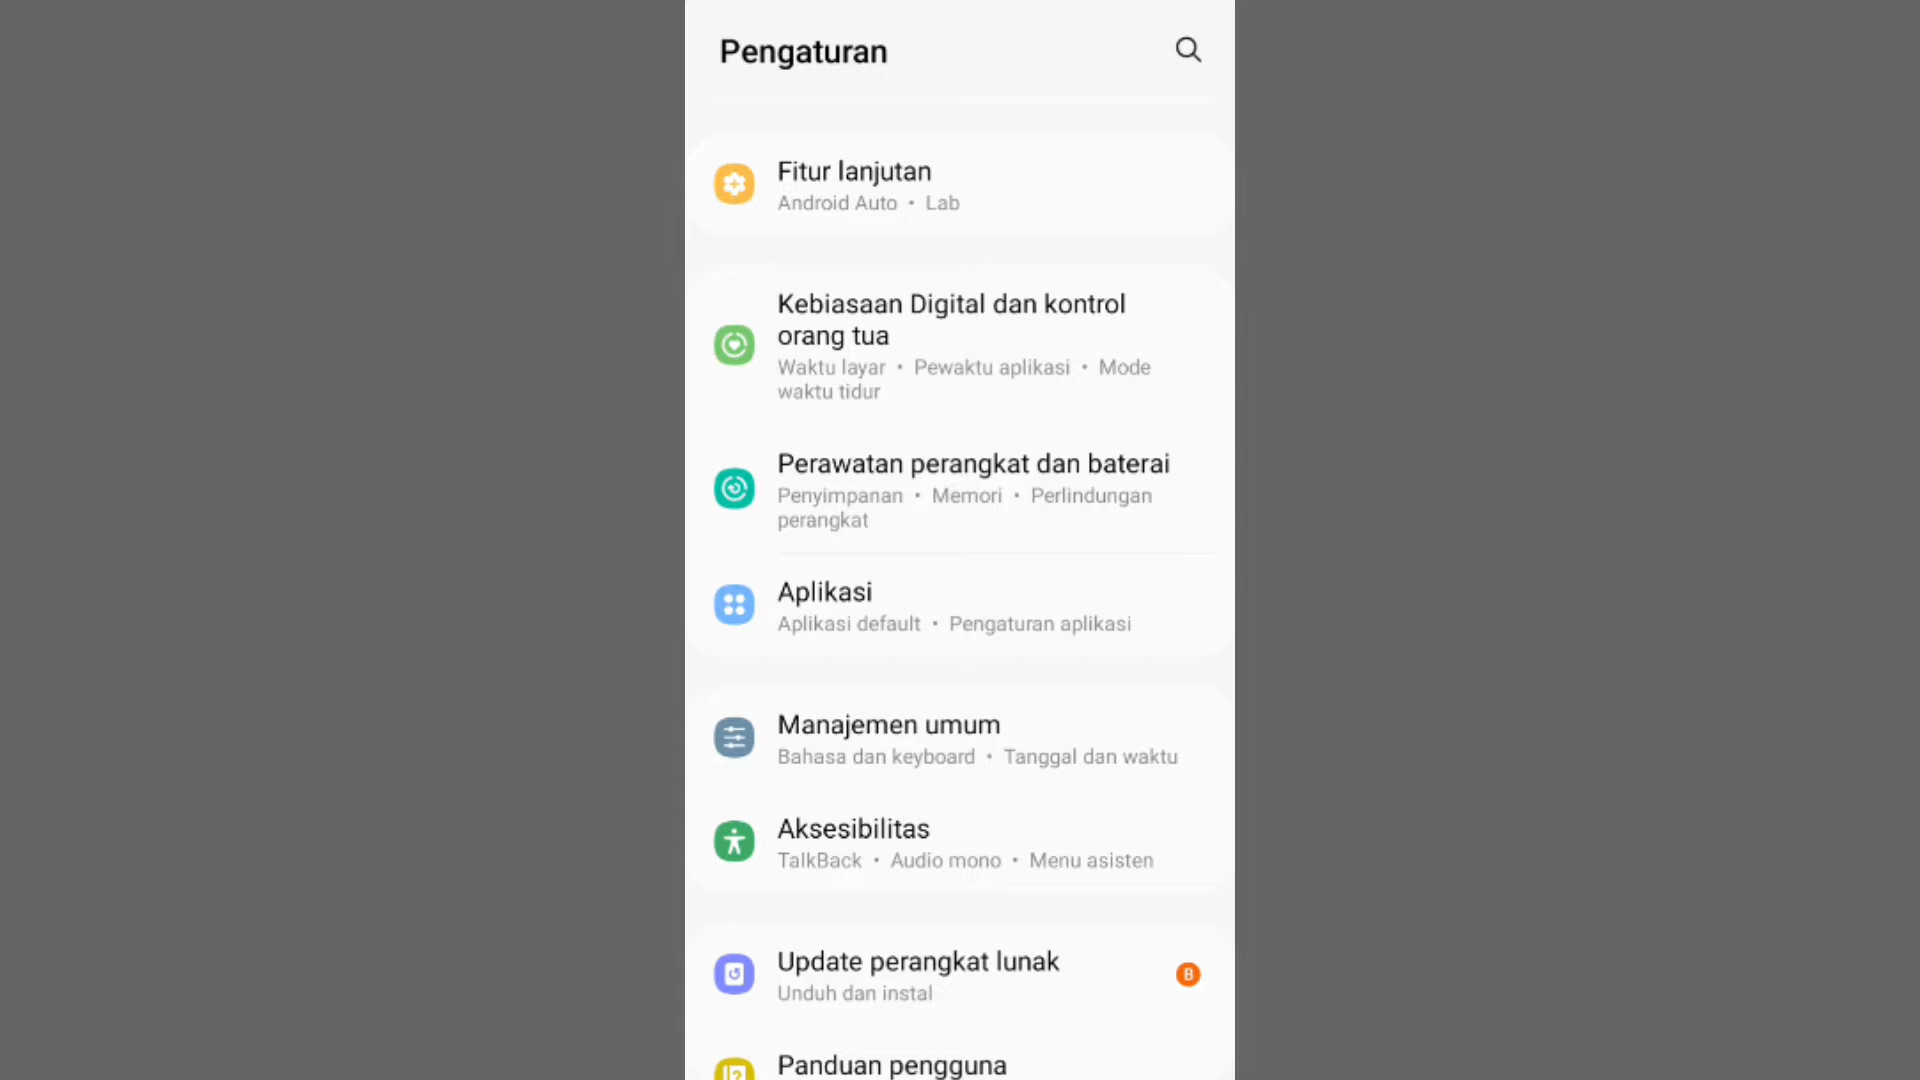 Pengaturan
Fitur lanjutan
Android Auto • Lab
Kebiasaan Digital dan kontrol
orang tua
Waktu layar • Pewaktu aplikasi • Mode
waktu tidur
Perawatan perangkat dan baterai
Penyimpanan • Memori • Perlindungan
perangkat
Aplikasi
Aplikasi default • Pengaturan aplikasi
Manajemen umum
Bahasa dan keyboard • Tanggal dan waktu
Aksesibilitas
TalkBack • Audio mono • Menu asisten
Update perangkat lunak
B
Unduh dan instal
Panduan pengguna